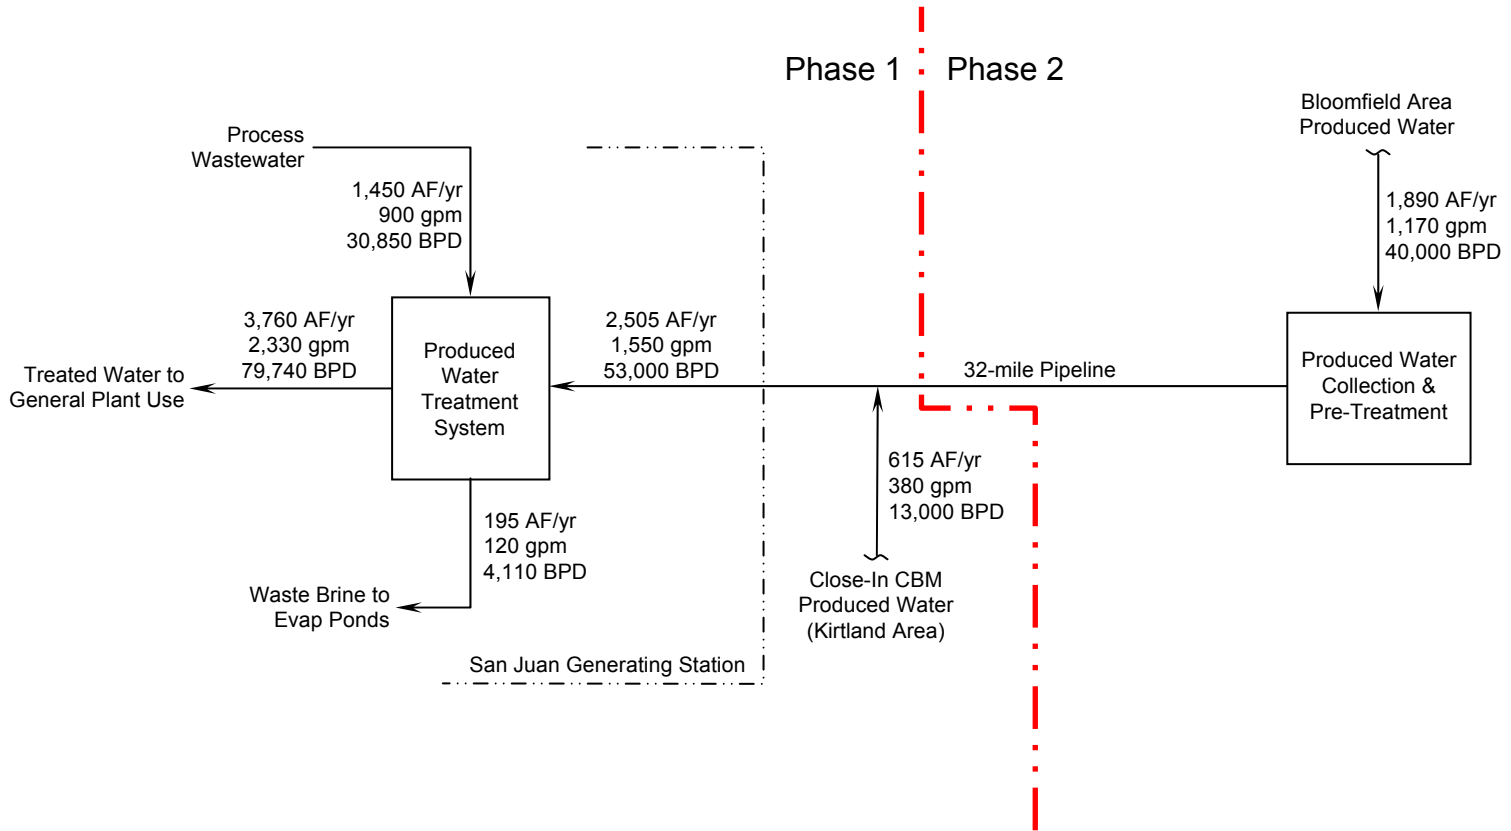 Phase 1
Phase 2
Bloomfield Area
Produced Water
Process
Wastewater
1,450 AF/yr
900 gpm
30,850 BPD
1,890 AF/yr
1,170 gpm
40,000 BPD
3,760 AF/yr
2,330 gpm
79,740 BPD
Treated Water to
General Plant Use
Produced
Water
Treatment
System
2,505 AF/yr
1,550 gpm
53,000 BPD
32-mile Pipeline
Produced Water
Collection &
Pre-Treatment
615 AF/yr
380 gpm
13,000 BPD
195 AF/yr
120 gpm
4,110 BPD
Waste Brine to
Evap Ponds
Close-In CBM
Produced Water
(Kirtland Area)
San Juan Generating Station